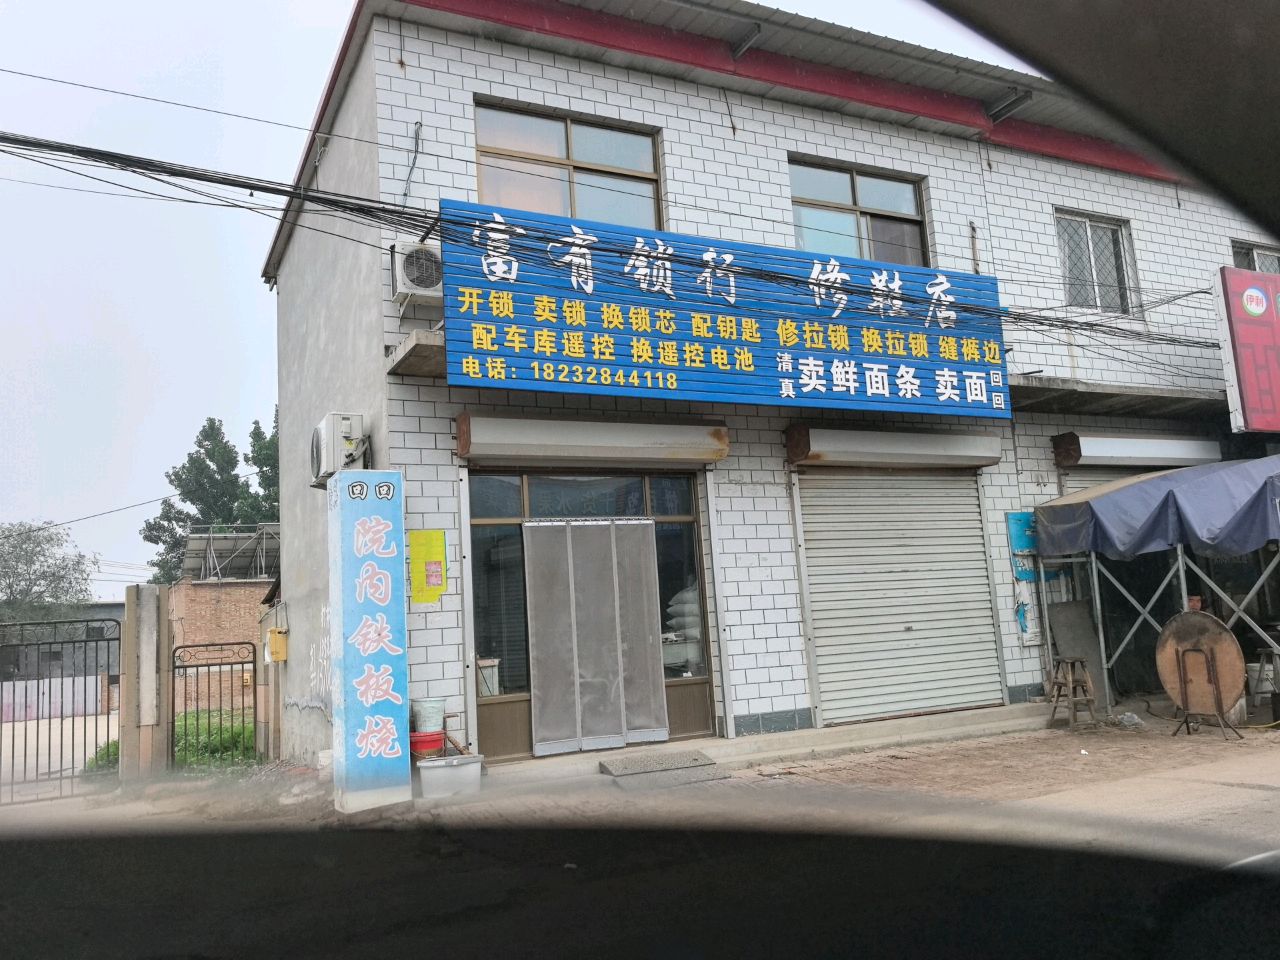 富有锁行 修鞋店
开锁 卖锁 换锁芯 配钥匙 修拉锁 换拉锁 缝裤边
配车库遥控 换遥控电池
电话：18232844118
清真
卖鲜面条 卖面
回回
伊利
回回
院内铁板烧